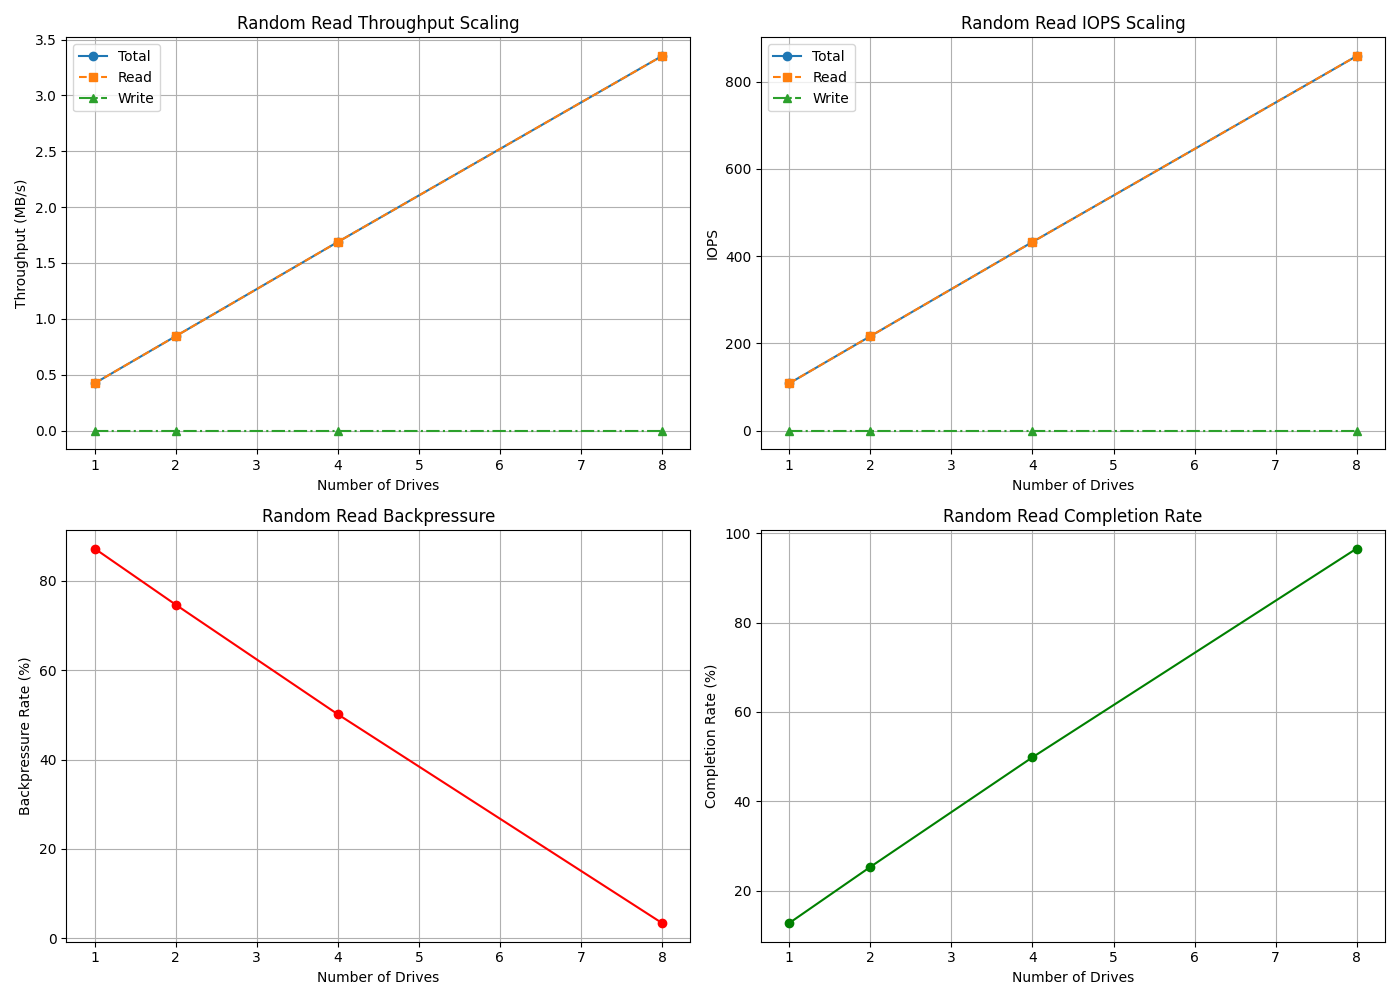 Random Read Throughput Scaling
Throughput (MB/s)
3.5
3.0
2.5
2.0
1.5
1.0
0.5
0.0
Total
Read
Write
1 2 3 4 5 6 7 8
Number of Drives
Random Read IOPS Scaling
IOPS
800
600
400
200
0
Total
Read
Write
1 2 3 4 5 6 7 8
Number of Drives
Random Read Backpressure
Backpressure Rate (%)
80
60
40
20
0
1 2 3 4 5 6 7 8
Number of Drives
Random Read Completion Rate
Completion Rate (%)
100
80
60
40
20
1 2 3 4 5 6 7 8
Number of Drives